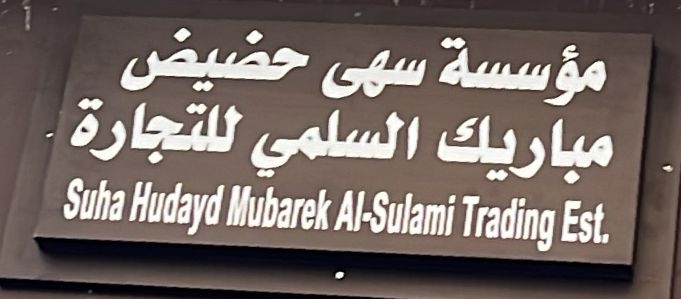 مؤسسة سهى حضيض
مباريك السلمي للتجارة
Suha Hudayd Mubarek Al-Sulami Trading Est.